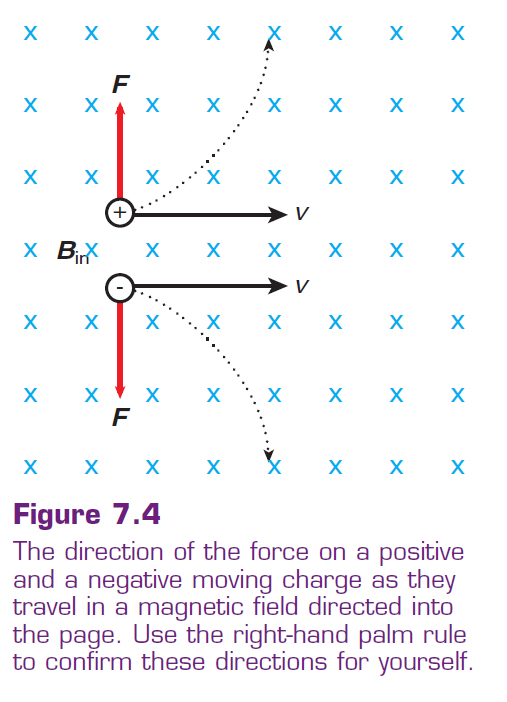 x x x x x x x x
F
x x x x x x x x
x x x x x x x x
+ v
x Bin x x x x x x x
- v
x x x x x x x x
x x x x x x x x
F
x x x x x x x x
Figure 7.4
The direction of the force on a positive
and a negative moving charge as they
travel in a magnetic field directed into
the page. Use the right-hand palm rule
to confirm these directions for yourself.